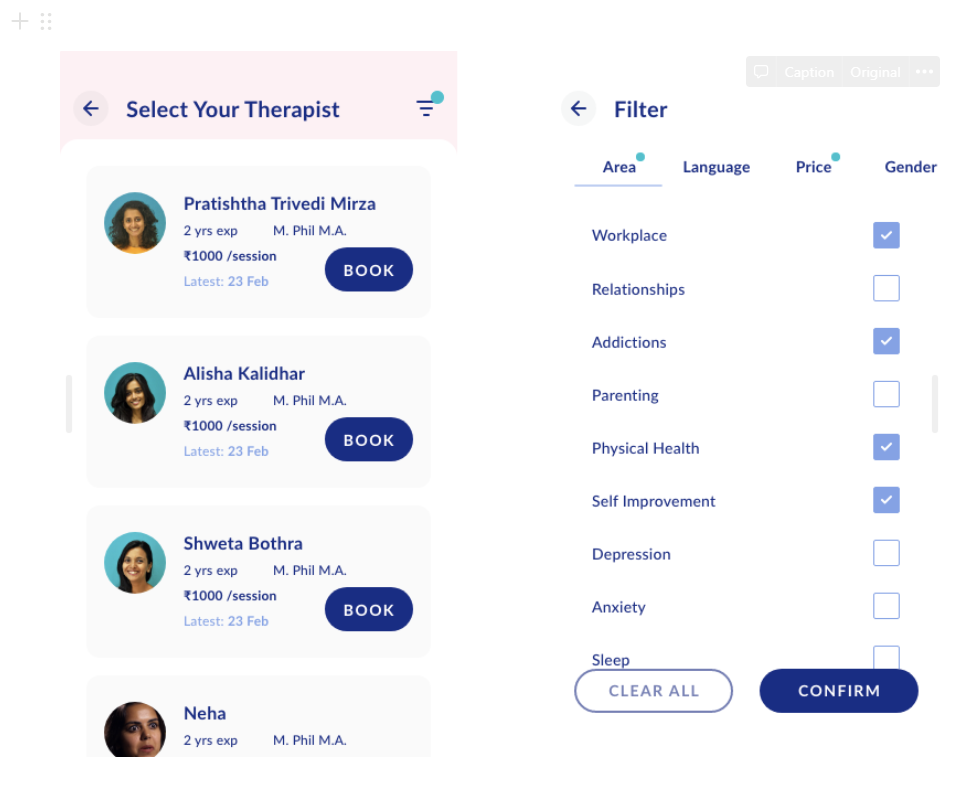 Caption Original
Select Your Therapist
Pratishtha Trivedi Mirza
2 yrs exp M. Phil M.A.
₹1000 /session
BOOK
Latest: 23 Feb
Alisha Kalidhar
2 yrs exp M. Phil M.A.
₹1000 /session
BOOK
Latest: 23 Feb
Shweta Bothra
2 yrs exp M. Phil M.A.
₹1000 /session
BOOK
Latest: 23 Feb
Neha
2 yrs exp M. Phil M.A.
Filter
Area Language Price Gender
Workplace
Relationships
Addictions
Parenting
Physical Health
Self Improvement
Depression
Anxiety
Sleep
CLEAR ALL CONFIRM